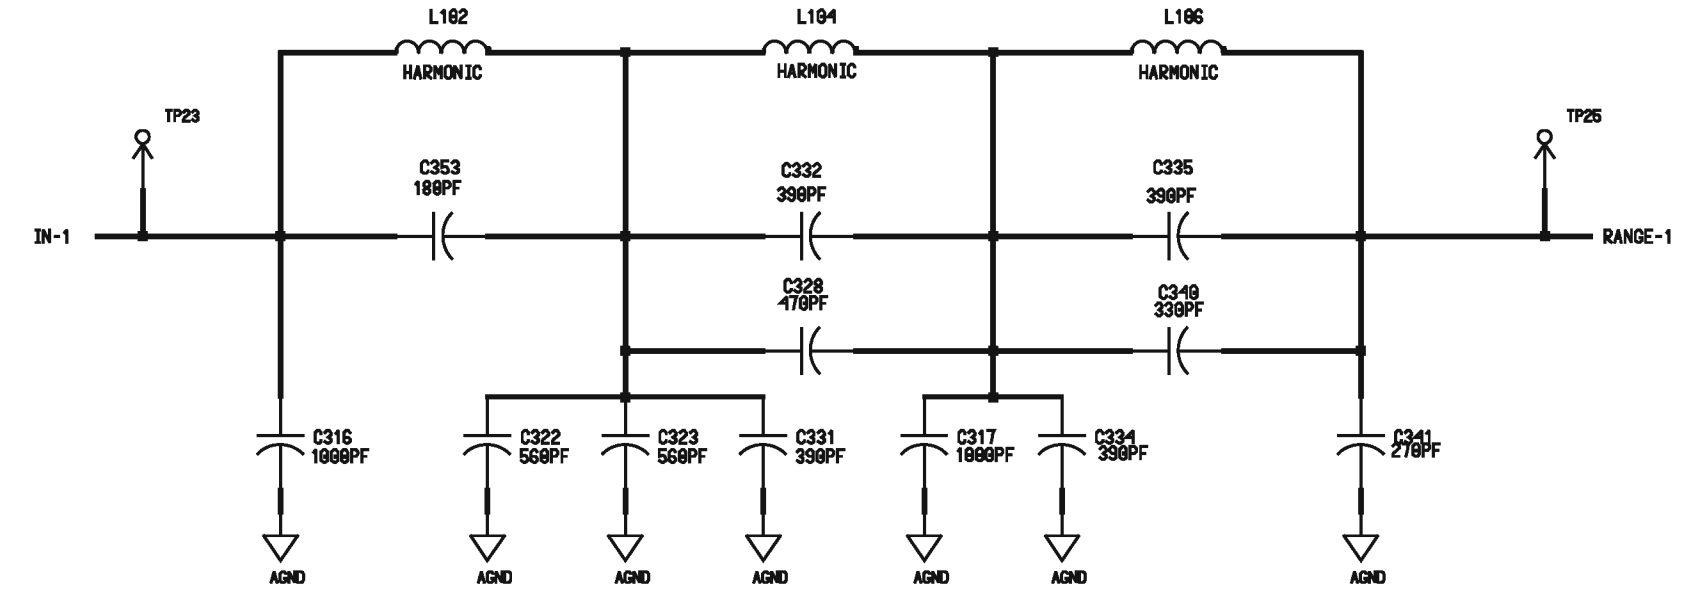 L102
L104
L106
HARMONIC
HARMONIC
HARMONIC
TP23
TP25
C353
180PF
C332
390PF
C335
390PF
IN-1
RANGE-1
C328
470PF
C340
330PF
C316
1000PF
C322
560PF
C323
560PF
C331
390PF
C317
1000PF
C334
390PF
C341
270PF
AGND
AGND
AGND
AGND
AGND
AGND
AGND